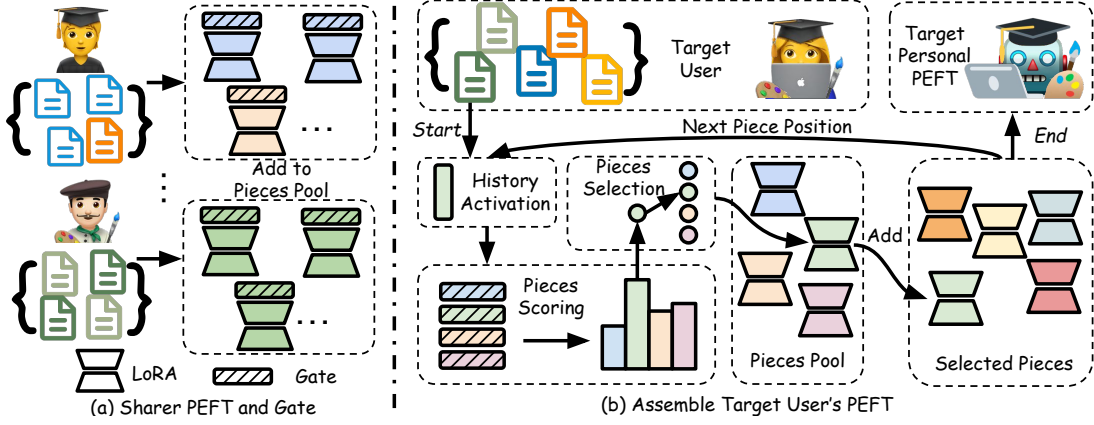 Add to
Pieces Pool
LoRA
Gate
(a) Sharer PEFT and Gate
Target
User
Target
Personal
PEFT
Start
Next Piece Position
End
History
Activation
Pieces
Selection
Pieces
Scoring
Add
Pieces Pool
Selected Pieces
(b) Assemble Target User's PEFT